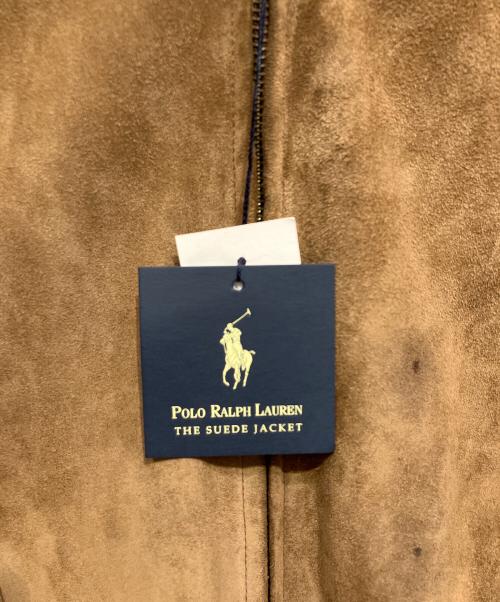 POLO RALPH LAUREN
THE SUEDE JACKET